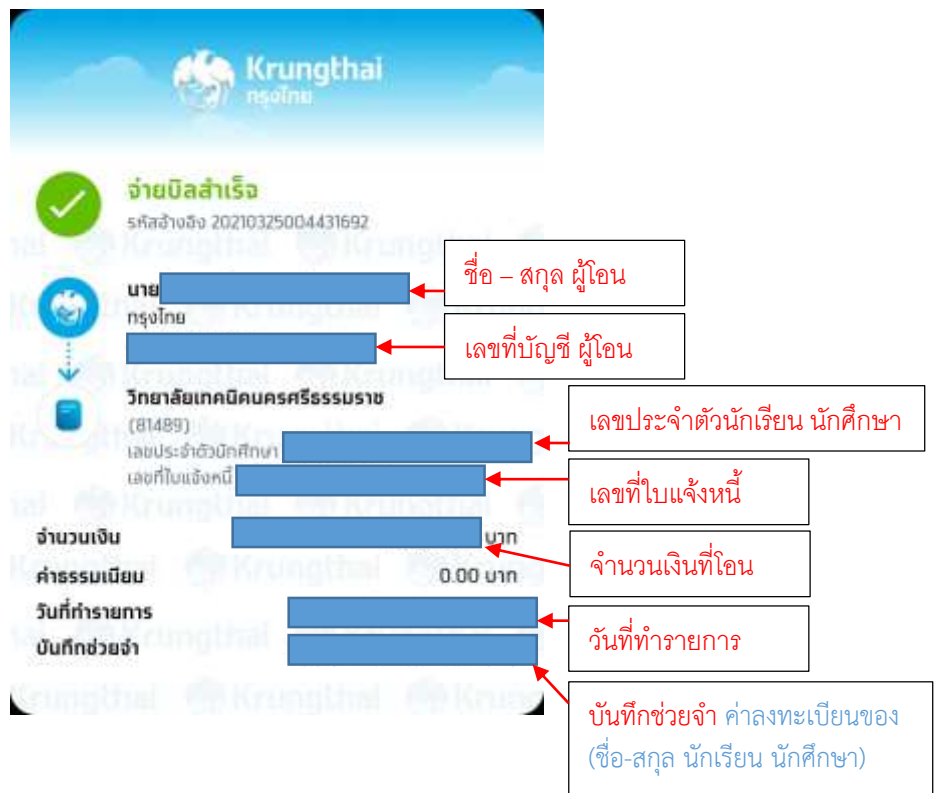 Krungthai
กรุงไทย
จ่ายบิลสำเร็จ
รหัสอ้างอิง 20210325004431692
นาย
ชื่อ – สกุล ผู้โอน
กรุงไทย
เลขที่บัญชี ผู้โอน
วิทยาลัยเทคนิคนครศรีธรรมราช
(81489)
เลขประจำตัวนักเรียน นักศึกษา
เลขประจำตัวนักศึกษา
เลขที่ใบแจ้งหนี้
เลขที่ใบแจ้งหนี้
จำนวนเงิน บาท
จำนวนเงินที่โอน
ค่าธรรมเนียม 0.00 บาท
วันที่ทำรายการ
วันที่ทำรายการ
บันทึกช่วยจำ
บันทึกช่วยจำ ค่าลงทะเบียนของ
(ชื่อ-สกุล นักเรียน นักศึกษา)